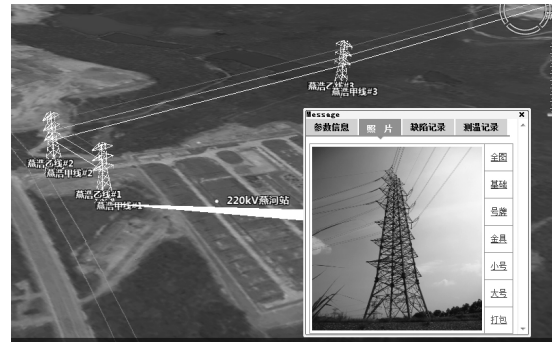 燕浩乙线#3
燕浩甲线#3
燕浩乙线#2
燕浩甲线#2
燕浩乙线#1
燕浩甲线#1
220kV燕河站
Message
参数信息
照 片
缺陷记录
测温记录
全图
基础
号牌
金具
小号
大号
打包